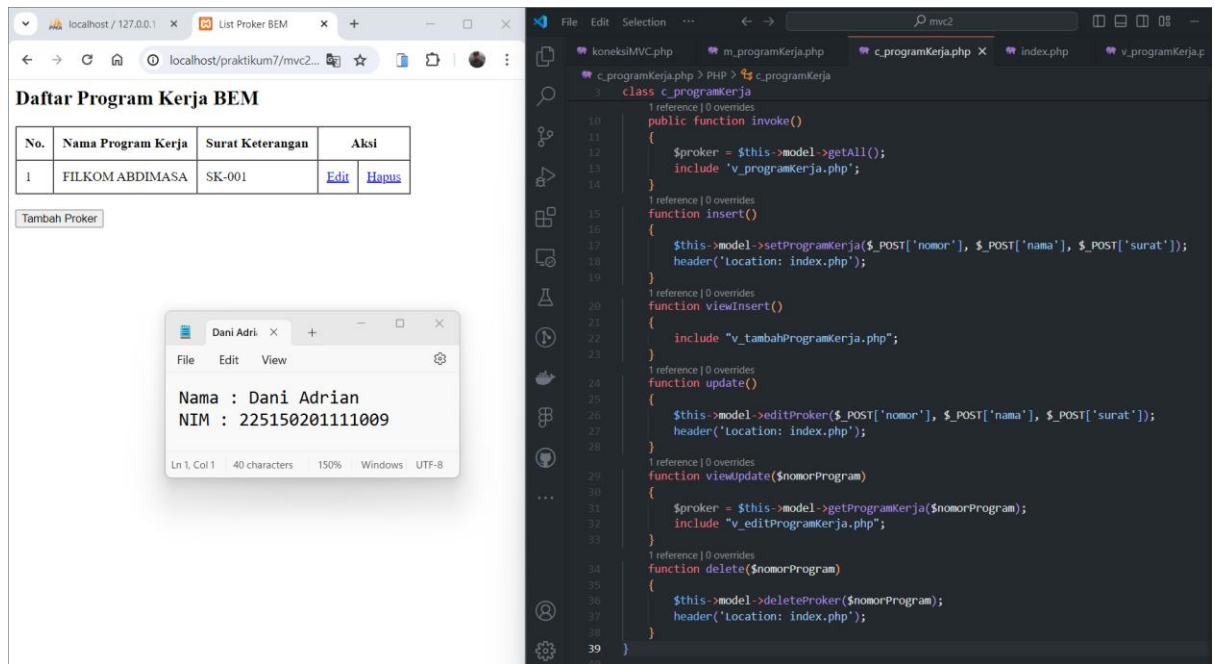 localhost / 127.0.0.1
List Proker BEM
localhost/praktikum7/mvc2...
Daftar Program Kerja BEM
No. Nama Program Kerja Surat Keterangan Aksi
1 FILKOM ABDIMASA SK-001 Edit Hapus
Tambah Proker
Dani Adri
File Edit View
Nama : Dani Adrian
NIM : 225150201111009
Ln 1, Col 1 40 characters 150% Windows UTF-8
File Edit Selection ... mvc2
koneksiMVC.php m_programKerja.php c_programKerja.php index.php v_programKerja.p
c_programKerja.php > PHP > c_programKerja
3 class c_programKerja
1 reference | 0 overrides
10 public function invoke()
11 {
12 $proker = $this->model->getAll();
13 include 'v_programKerja.php';
14 }
1 reference | 0 overrides
15 function insert()
16 {
17 $this->model->setProgramKerja($_POST['nomor'], $_POST['nama'], $_POST['surat']);
18 header('Location: index.php');
19 }
1 reference | 0 overrides
20 function viewInsert()
21 {
22 include "v_tambahProgramKerja.php";
23 }
1 reference | 0 overrides
24 function update()
25 {
26 $this->model->editProker($_POST['nomor'], $_POST['nama'], $_POST['surat']);
27 header('Location: index.php');
28 }
1 reference | 0 overrides
29 function viewUpdate($nomorProgram)
30 {
31 $proker = $this->model->getProgramKerja($nomorProgram);
32 include "v_editProgramKerja.php";
33 }
1 reference | 0 overrides
34 function delete($nomorProgram)
35 {
36 $this->model->deleteProker($nomorProgram);
37 header('Location: index.php');
38 }
39 }